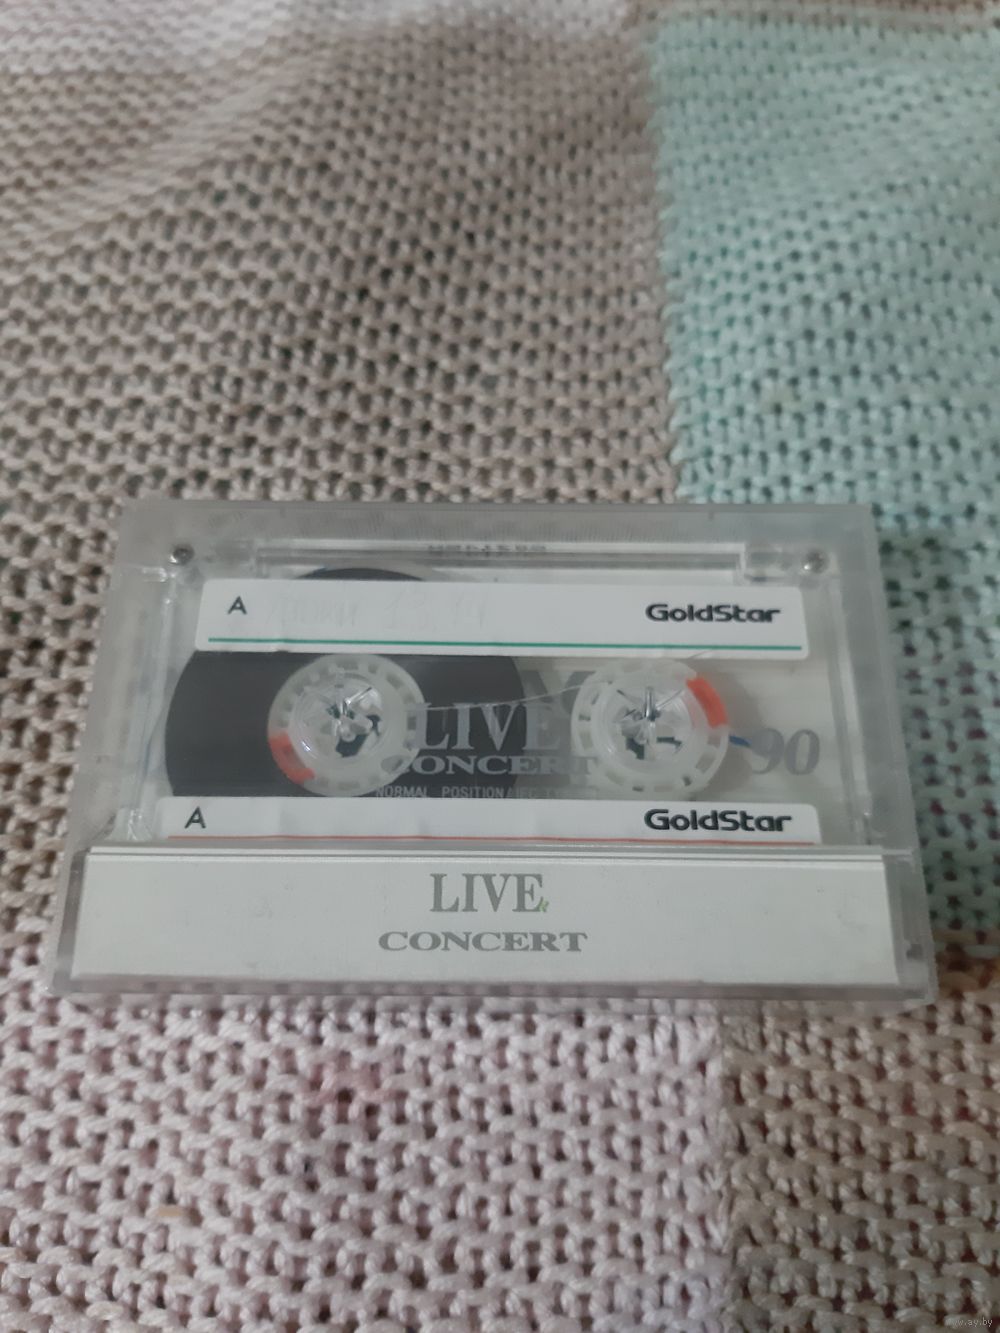 A GoldStar
LIVE
CONCERT
90
NORMAL POSITION
A GoldStar
LIVE
CONCERT